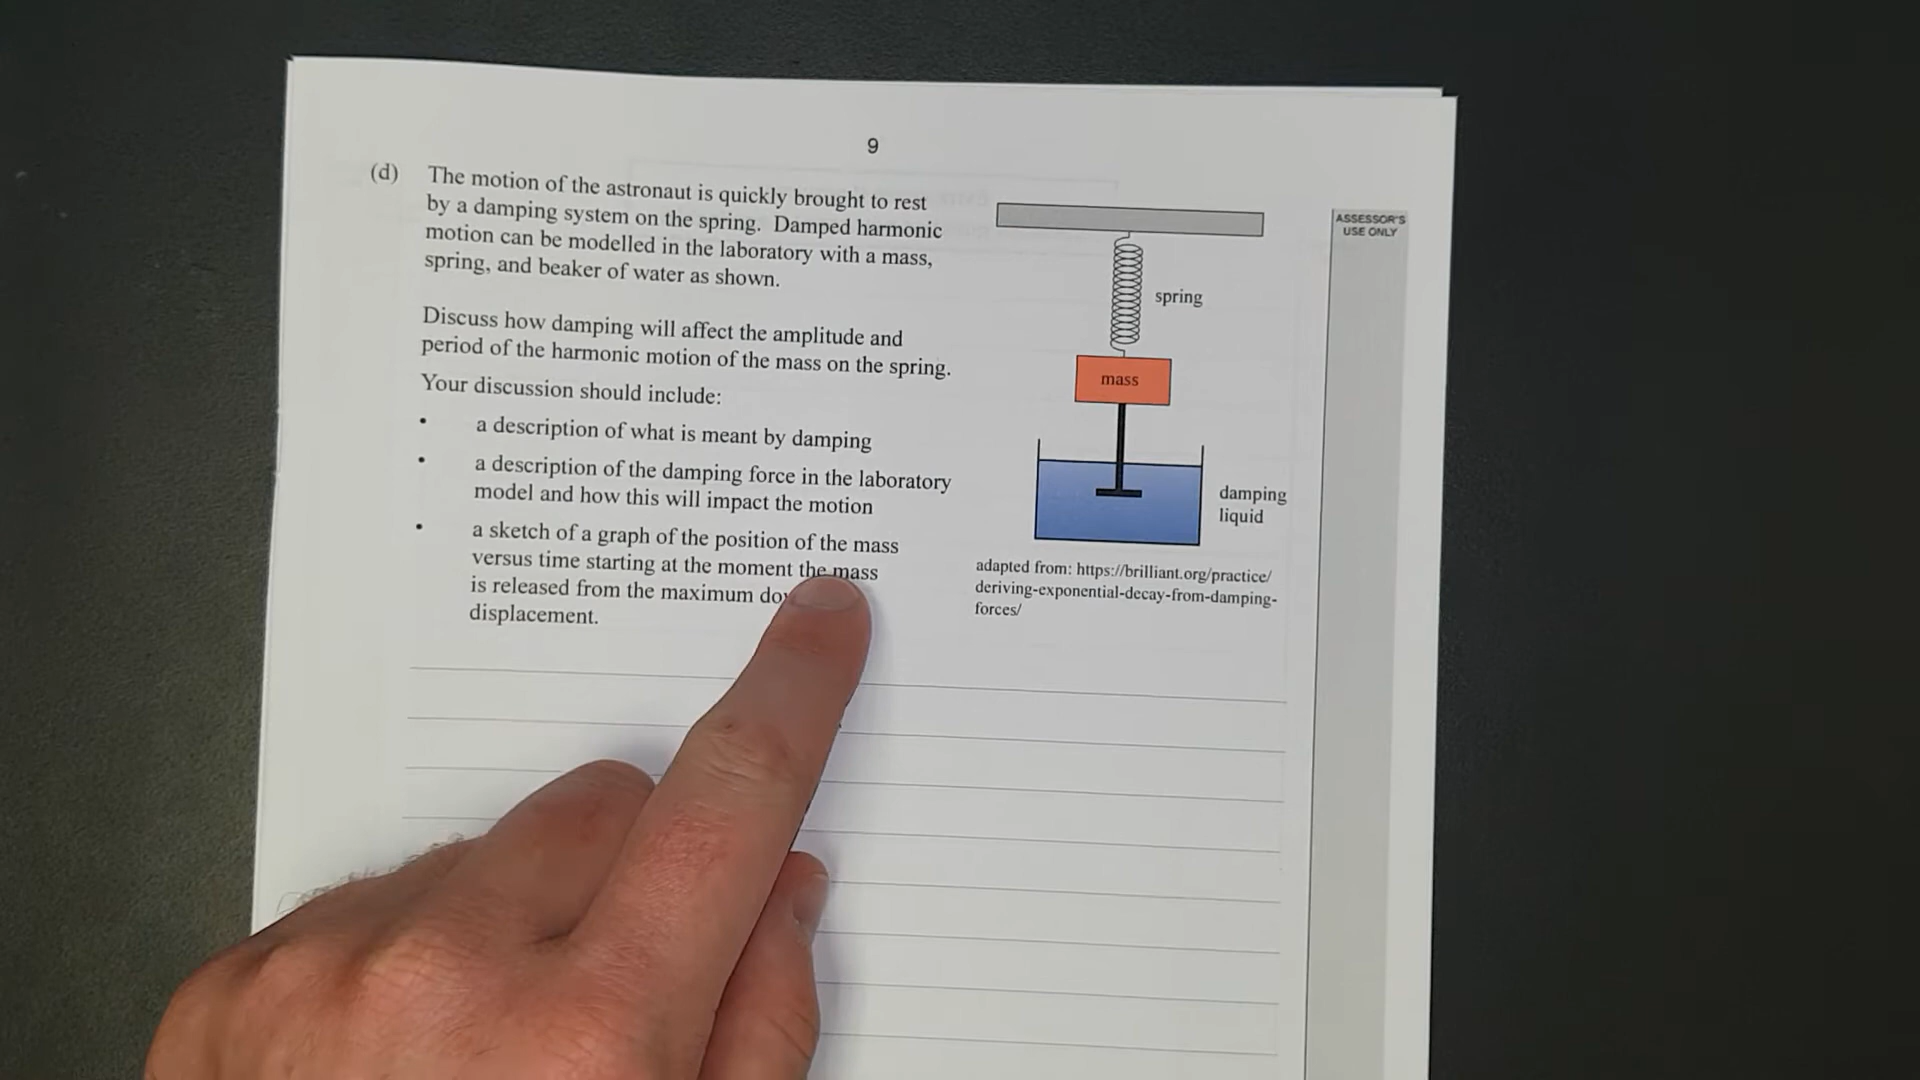 9
(d) The motion of the astronaut is quickly brought to rest
by a damping system on the spring. Damped harmonic
motion can be modelled in the laboratory with a mass,
spring, and beaker of water as shown.
Discuss how damping will affect the amplitude and
period of the harmonic motion of the mass on the spring.
Your discussion should include:
• a description of what is meant by damping
• a description of the damping force in the laboratory
model and how this will impact the motion
• a sketch of a graph of the position of the mass
versus time starting at the moment the mass
is released from the maximum
displacement.
spring
mass
damping
liquid
adapted from: https://brilliant.org/practice/
deriving-exponential-decay-from-damping-
forces/
ASSESSOR'S
USE ONLY